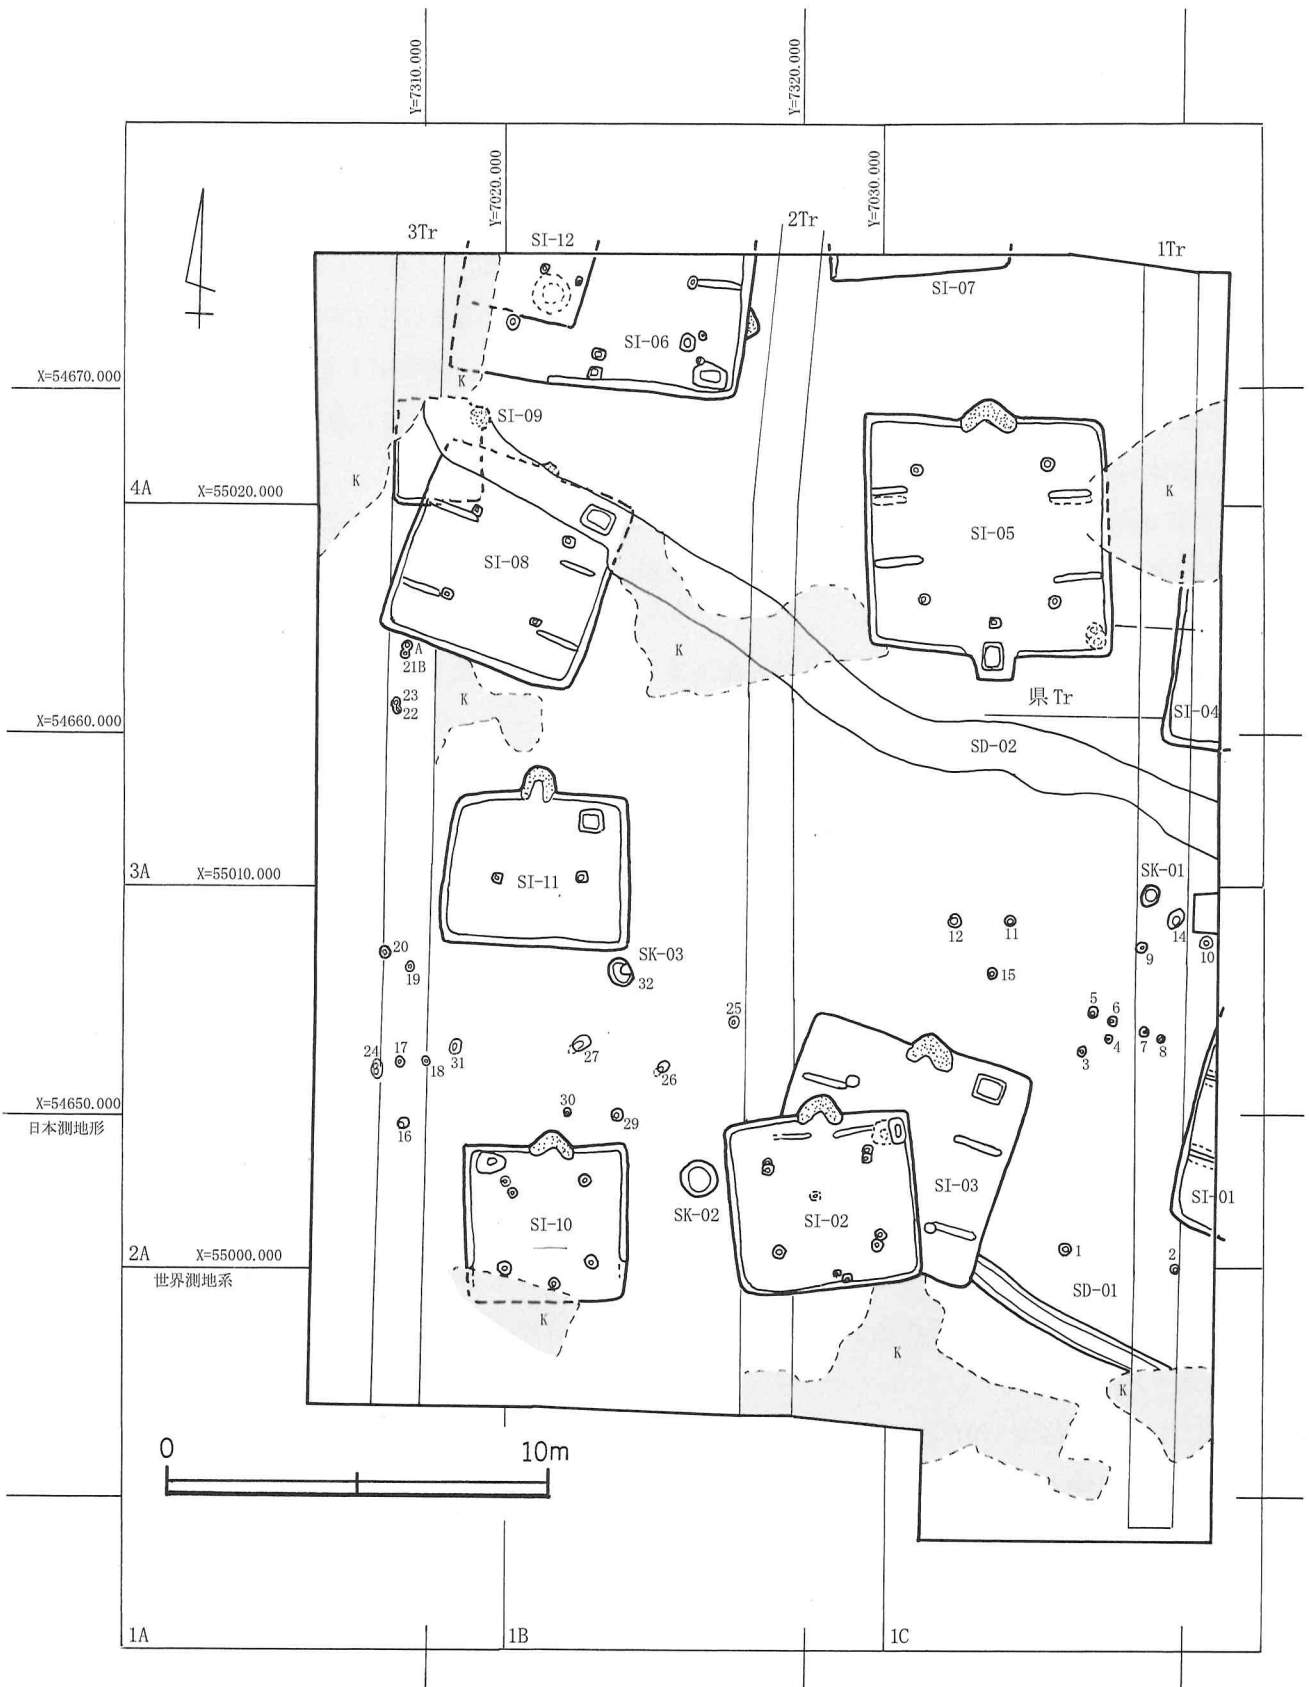 Y=7310.000
Y=7320.000
Y=7020.000
Y=7030.000
3Tr
SI-12
2Tr
1Tr
SI-07
SI-06
X=54670.000
K
SI-09
K
4A
X=55020.000
K
SI-05
SI-08
A
21B
K
23
22
K
県Tr
SI-04
X=54660.000
SD-02
3A
X=55010.000
SI-11
SK-01
12
11
14
20
SK-03
9
10
19
32
15
25
5
6
24
17
18
31
27
26
3
4
7
8
X=54650.000
日本測地形
30
29
16
SI-03
SI-01
SI-10
SK-02
SI-02
1
2
2A
X=55000.000
世界測地系
SD-01
K
K
K
0
10m
1A
1B
1C